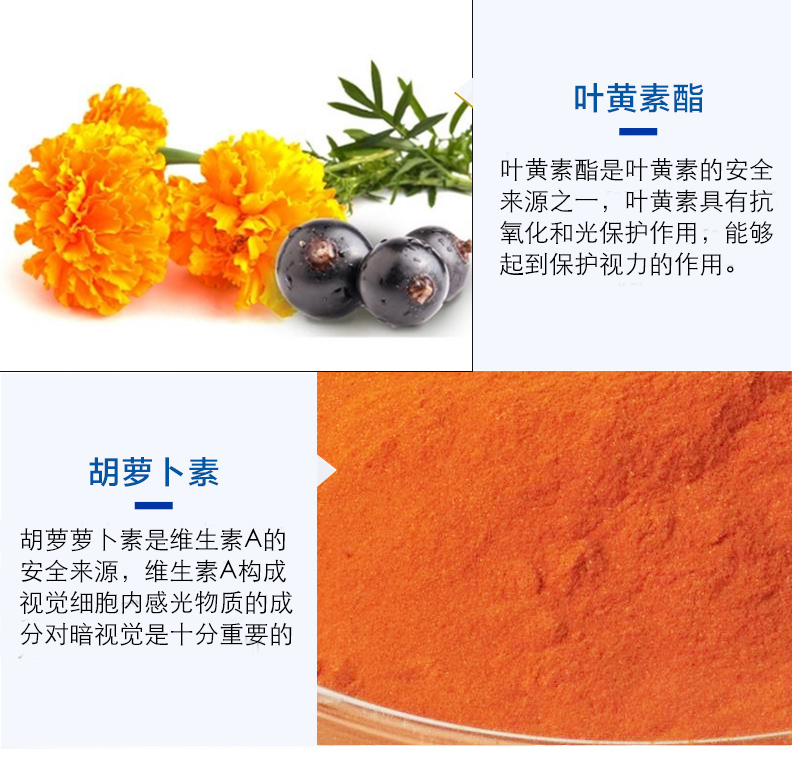 叶黄素酯
叶黄素酯是叶黄素的安全
来源之一，叶黄素具有抗
氧化和光保护作用，能够
起到保护视力的作用。
胡萝卜素
胡萝萝卜素是维生素A的
安全来源，维生素A构成
视觉细胞内感光物质的成
分对暗视觉是十分重要的